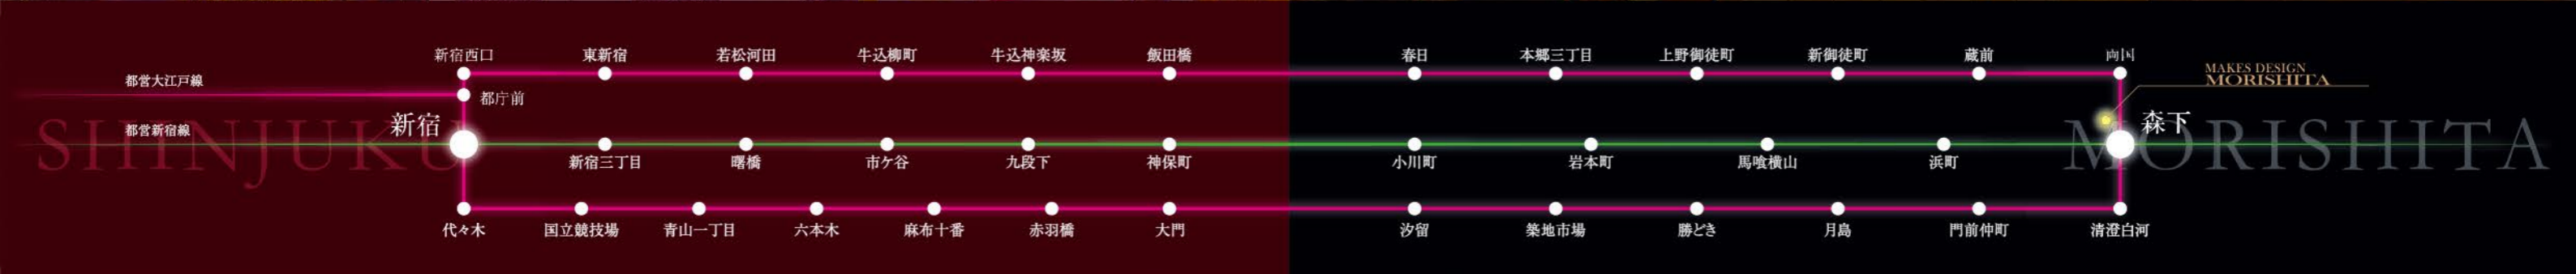 新宿西口
東新宿
若松河田
牛込柳町
牛込神楽坂
飯田橋
春日
本郷三丁目
上野御徒町
新御徒町
蔵前
両国
都営大江戸線
都庁前
MAKES DESIGN
MORISHITA
都営新宿線
SHINJUKU
新宿
森下
MORISHITA
新宿三丁目
曙橋
市ケ谷
九段下
神保町
小川町
岩本町
馬喰横山
浜町
代々木
国立競技場
青山一丁目
六本木
麻布十番
赤羽橋
大門
汐留
築地市場
勝どき
月島
門前仲町
清澄白河